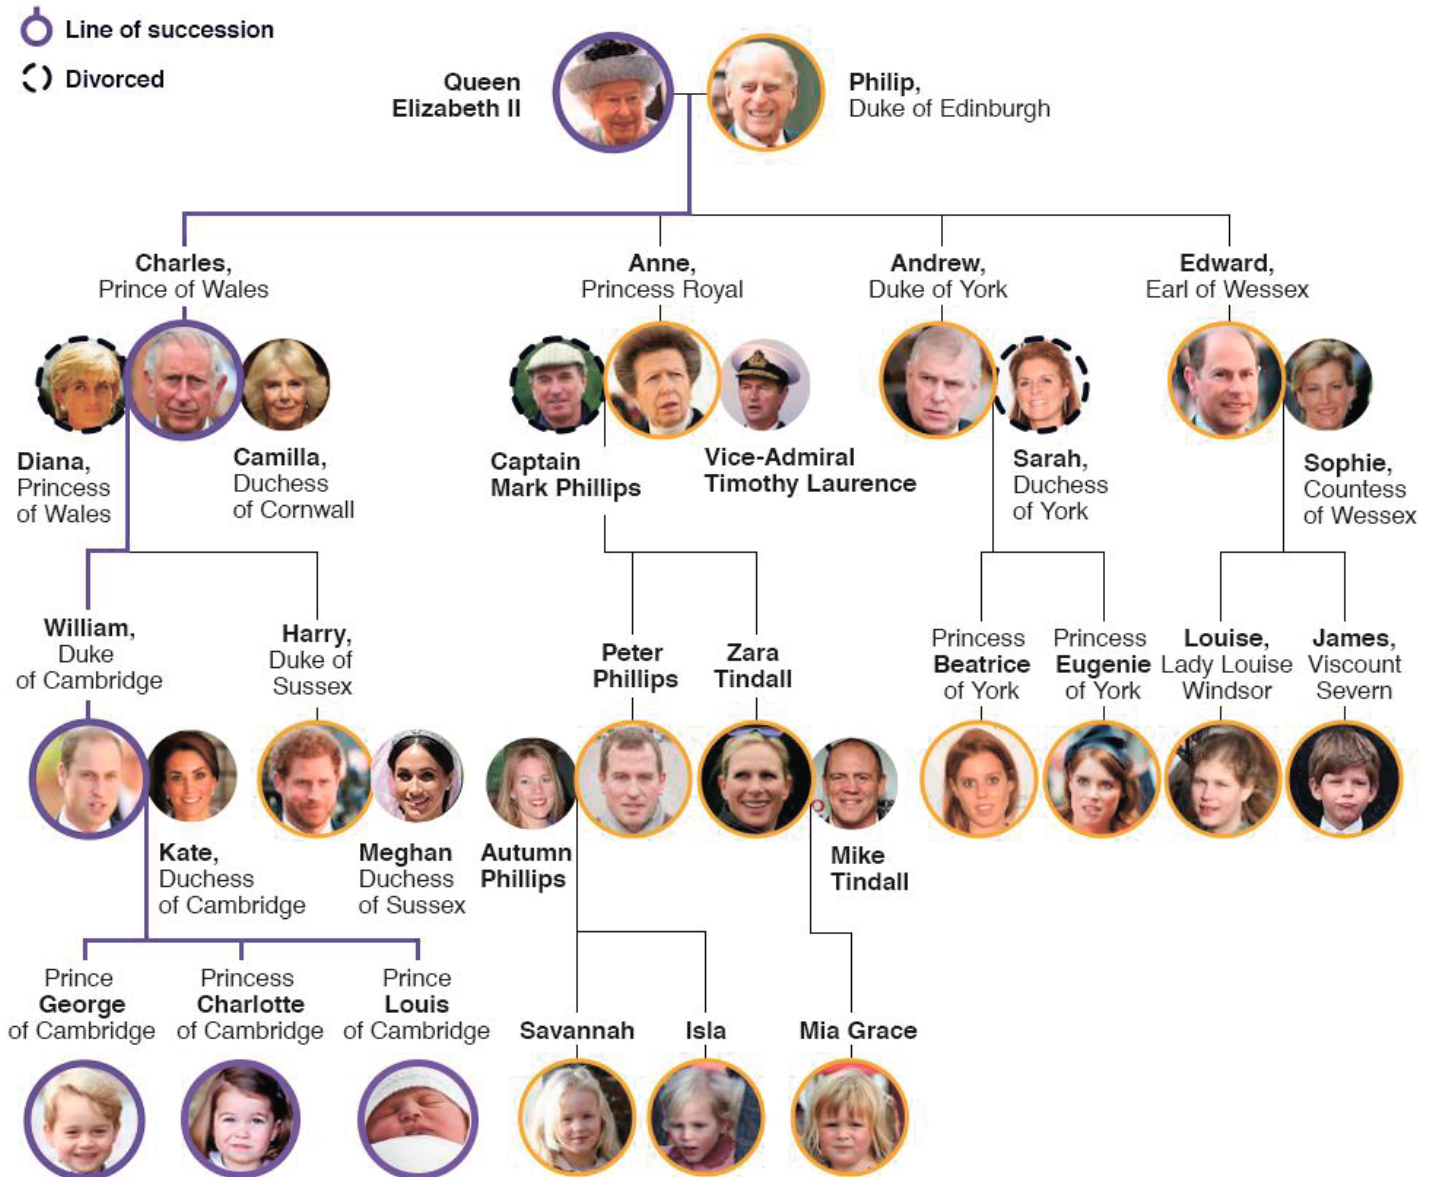 Line of succession
Divorced
Queen
Elizabeth II
Philip,
Duke of Edinburgh
Charles,
Prince of Wales
Anne,
Princess Royal
Andrew,
Duke of York
Edward,
Earl of Wessex
Diana,
Princess
of Wales
Camilla,
Duchess
of Cornwall
Captain
Mark Phillips
Vice-Admiral
Timothy Laurence
Sarah,
Duchess
of York
Sophie,
Countess
of Wessex
William,
Duke
of Cambridge
Harry,
Duke of
Sussex
Peter
Phillips
Zara
Tindall
Princess
Beatrice
of York
Princess
Eugenie
of York
Louise,
Lady Louise
Windsor
James,
Viscount
Severn
Kate,
Duchess
of Cambridge
Meghan
Duchess
of Sussex
Autumn
Phillips
Mike
Tindall
Prince
George
of Cambridge
Princess
Charlotte
of Cambridge
Prince
Louis
of Cambridge
Savannah
Isla
Mia Grace